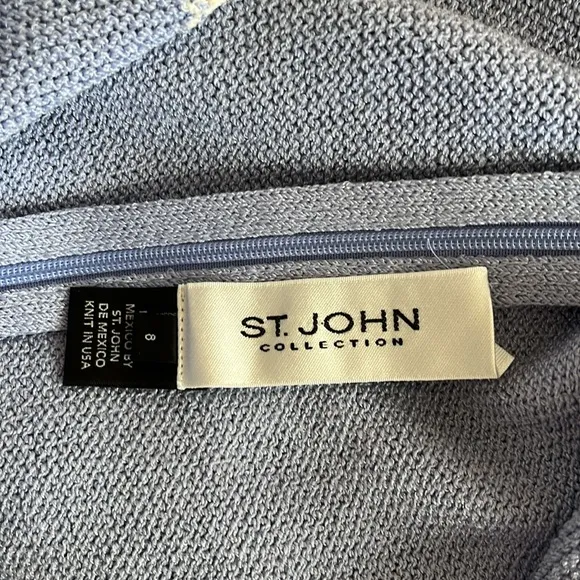 ST. JOHN
COLLECTION
8
MEXICO BY
ST. JOHN
DE MEXICO
KNIT IN USA